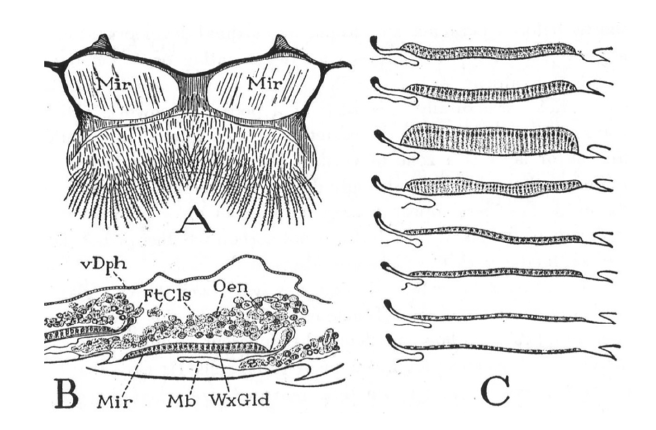 Mir Mir
A
vDph
FtCls Oen
B Mir Mb WxGld
C